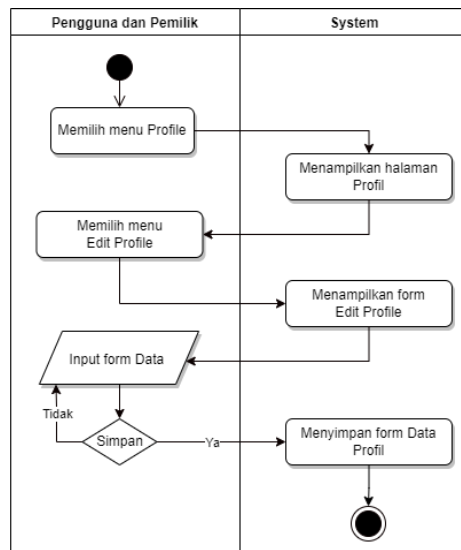 Pengguna dan Pemilik
System
Memilih menu Profile
Menampilkan halaman
Profil
Memilih menu
Edit Profile
Menampilkan form
Edit Profile
Input form Data
Tidak
Simpan
Ya
Menyimpan form Data
Profil